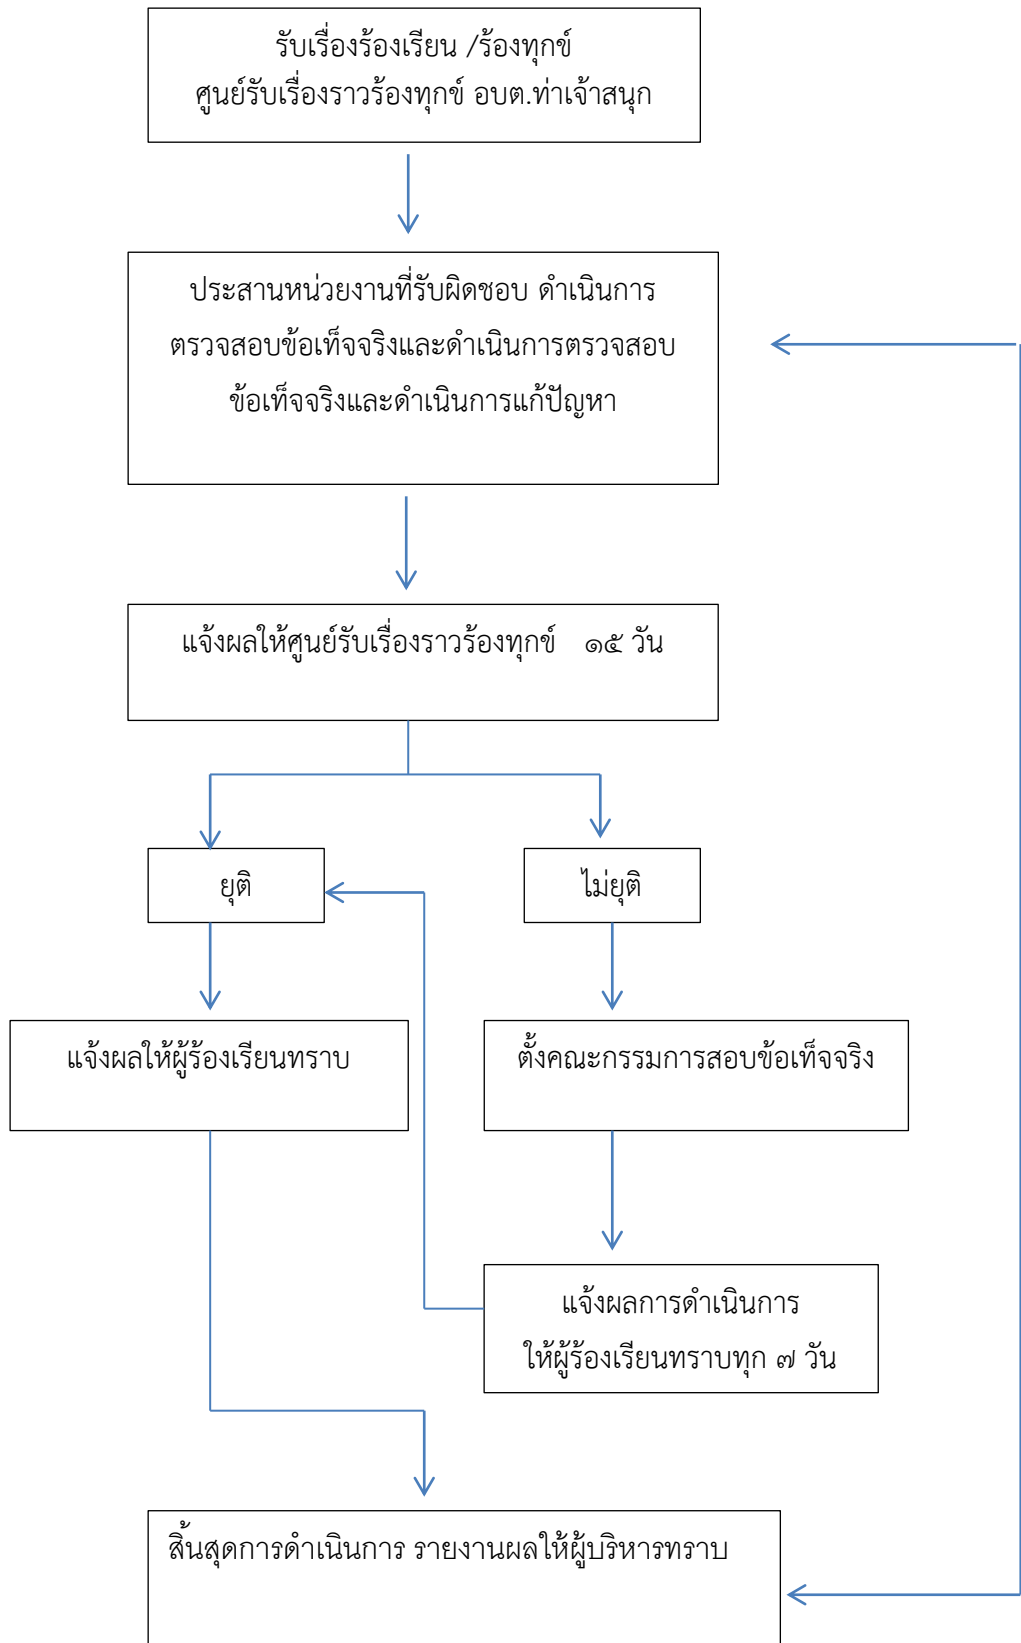 รับเรื่องร้องเรียน /ร้องทุกข์
ศูนย์รับเรื่องราวร้องทุกข์ อบต.ท่าเจ้าสนุก
ประสานหน่วยงานที่รับผิดชอบ ดำเนินการ
ตรวจสอบข้อเท็จจริงและดำเนินการตรวจสอบ
ข้อเท็จจริงและดำเนินการแก้ปัญหา
แจ้งผลให้ศูนย์รับเรื่องราวร้องทุกข์ ๑๕ วัน
ยุติ
ไม่ยุติ
แจ้งผลให้ผู้ร้องเรียนทราบ
ตั้งคณะกรรมการสอบข้อเท็จจริง
แจ้งผลการดำเนินการ
ให้ผู้ร้องเรียนทราบทุก ๗ วัน
สิ้นสุดการดำเนินการ รายงานผลให้ผู้บริหารทราบ